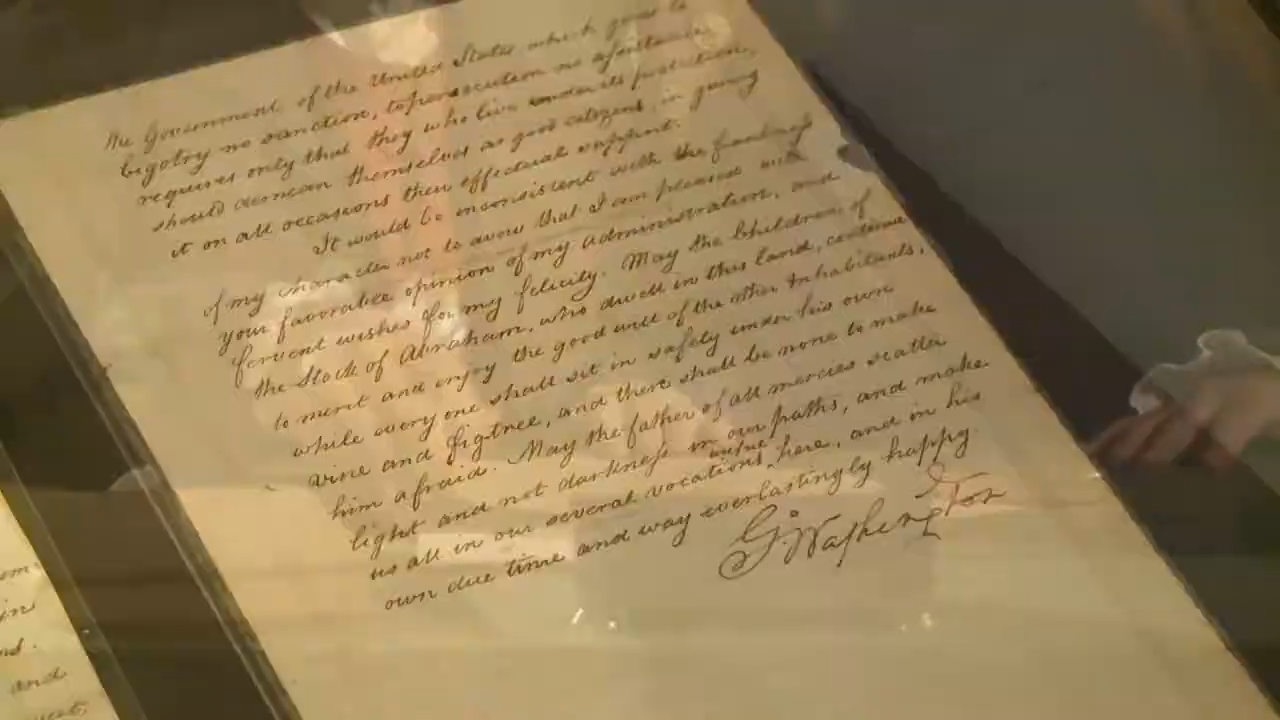 the Government of the United States which gives to
bigotry no sanction, to persecution no assistance
requires only that they who live under its protection,
should demean themselves as good citizens, in giving
it on all occasions their effectual support.
It would be inconsistent with the frankness
of my character not to avow that I am pleased with
your favorable opinion of my administration, and
fervent wishes for my felicity. May the Children of
the Stock of Abraham, who dwell in this land, continue
to merit and enjoy the good will of the other Inhabitants,
while every one shall sit in safety under his own
vine and figtree, and there shall be none to make
him afraid. May the father of all mercies scatter
light and not darkness in our paths, and make
us all in our several vocations useful here, and in his
own due time and way everlastingly happy.
G. Washington
ins
nd.
and